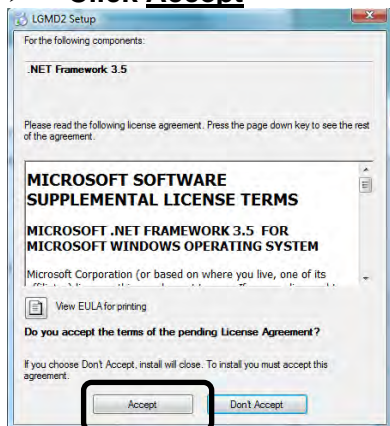 Click Accept
LGMD2 Setup
For the following components:
.NET Framework 3.5
Please read the following license agreement. Press the page down key to see the rest
of the agreement.
MICROSOFT SOFTWARE
SUPPLEMENTAL LICENSE TERMS
MICROSOFT .NET FRAMEWORK 3.5 FOR
MICROSOFT WINDOWS OPERATING SYSTEM
Microsoft Corporation (or based on where you live, one of its
View EULA for printing
Do you accept the terms of the pending License Agreement?
If you choose Don't Accept, install will close. To install you must accept this
agreement.
Accept
Don't Accept